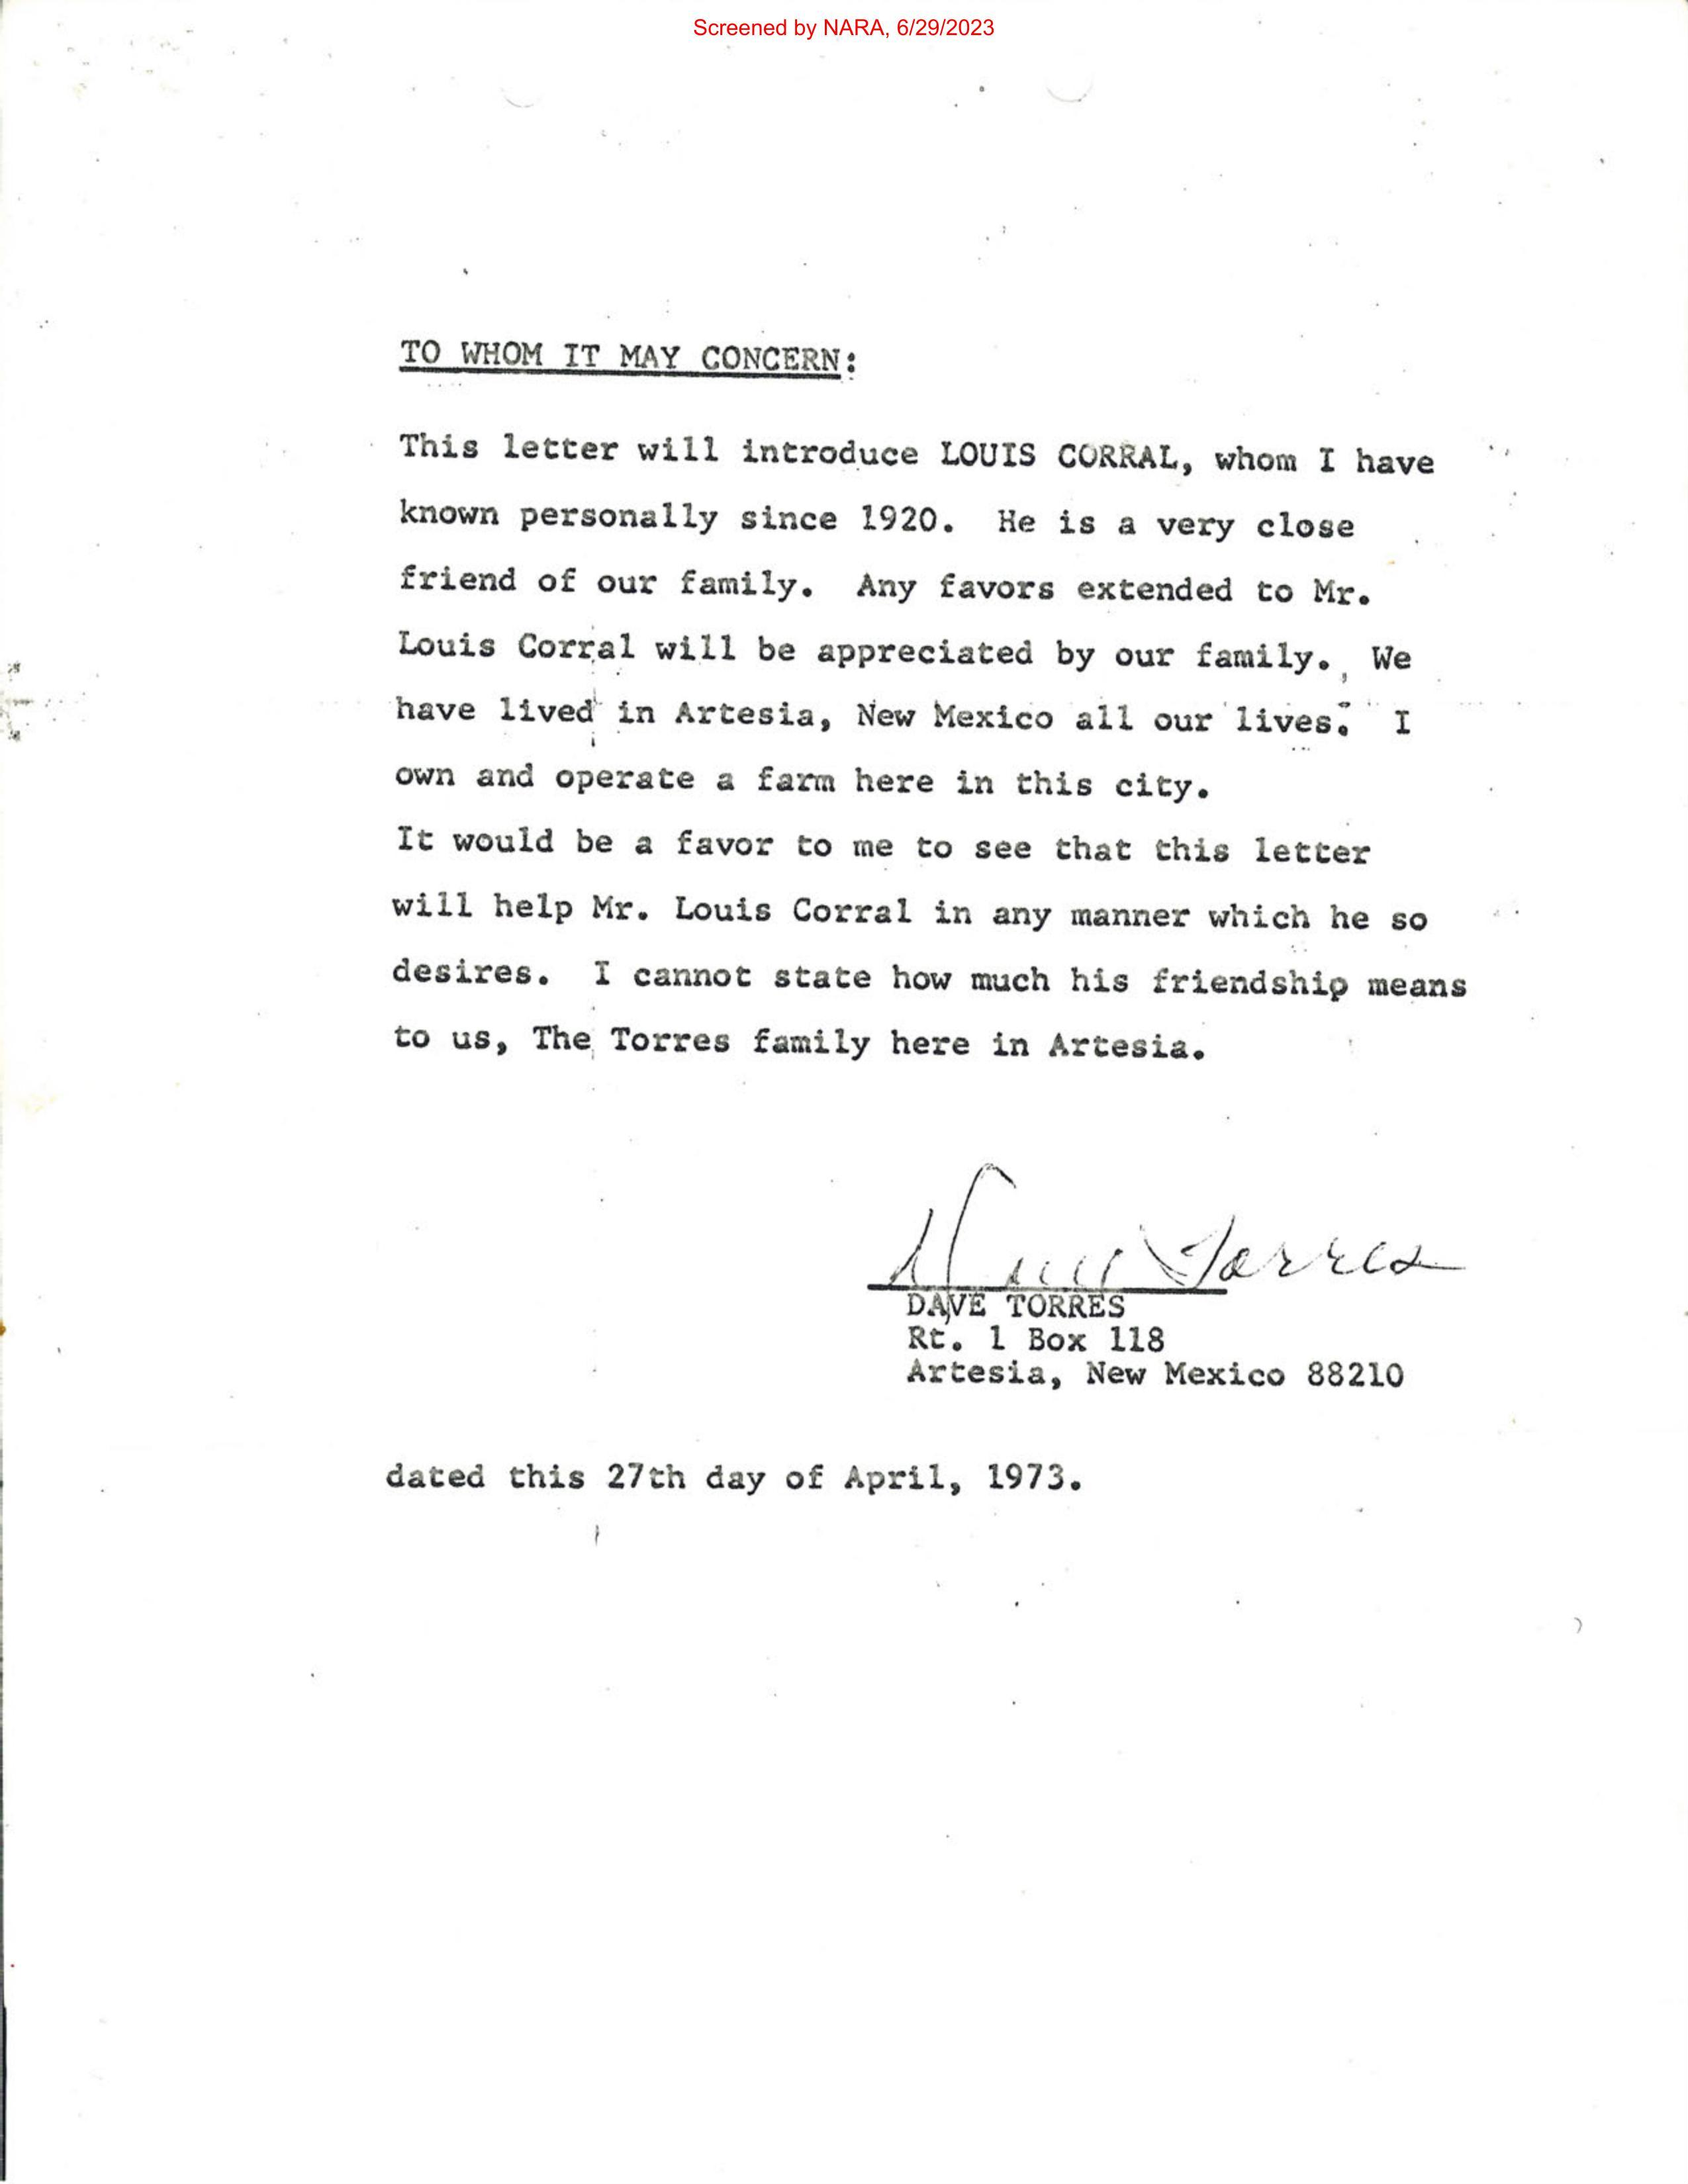 Screened by NARA, 6/29/2023
TO WHOM IT MAY CONCERN:
This letter will introduce LOUIS CORRAL, whom I have
known personally since 1920. He is a very close
friend of our family. Any favors extended to Mr.
Louis Corral will be appreciated by our family. We
have lived in Artesia, New Mexico all our lives. I
own and operate a farm here in this city.
It would be a favor to me to see that this letter
will help Mr. Louis Corral in any manner which he so
desires. I cannot state how much his friendship means
to us, The Torres family here in Artesia.
Dave Torres
DAVE TORRES
Rt. 1 Box 118
Artesia, New Mexico 88210
dated this 27th day of April, 1973.